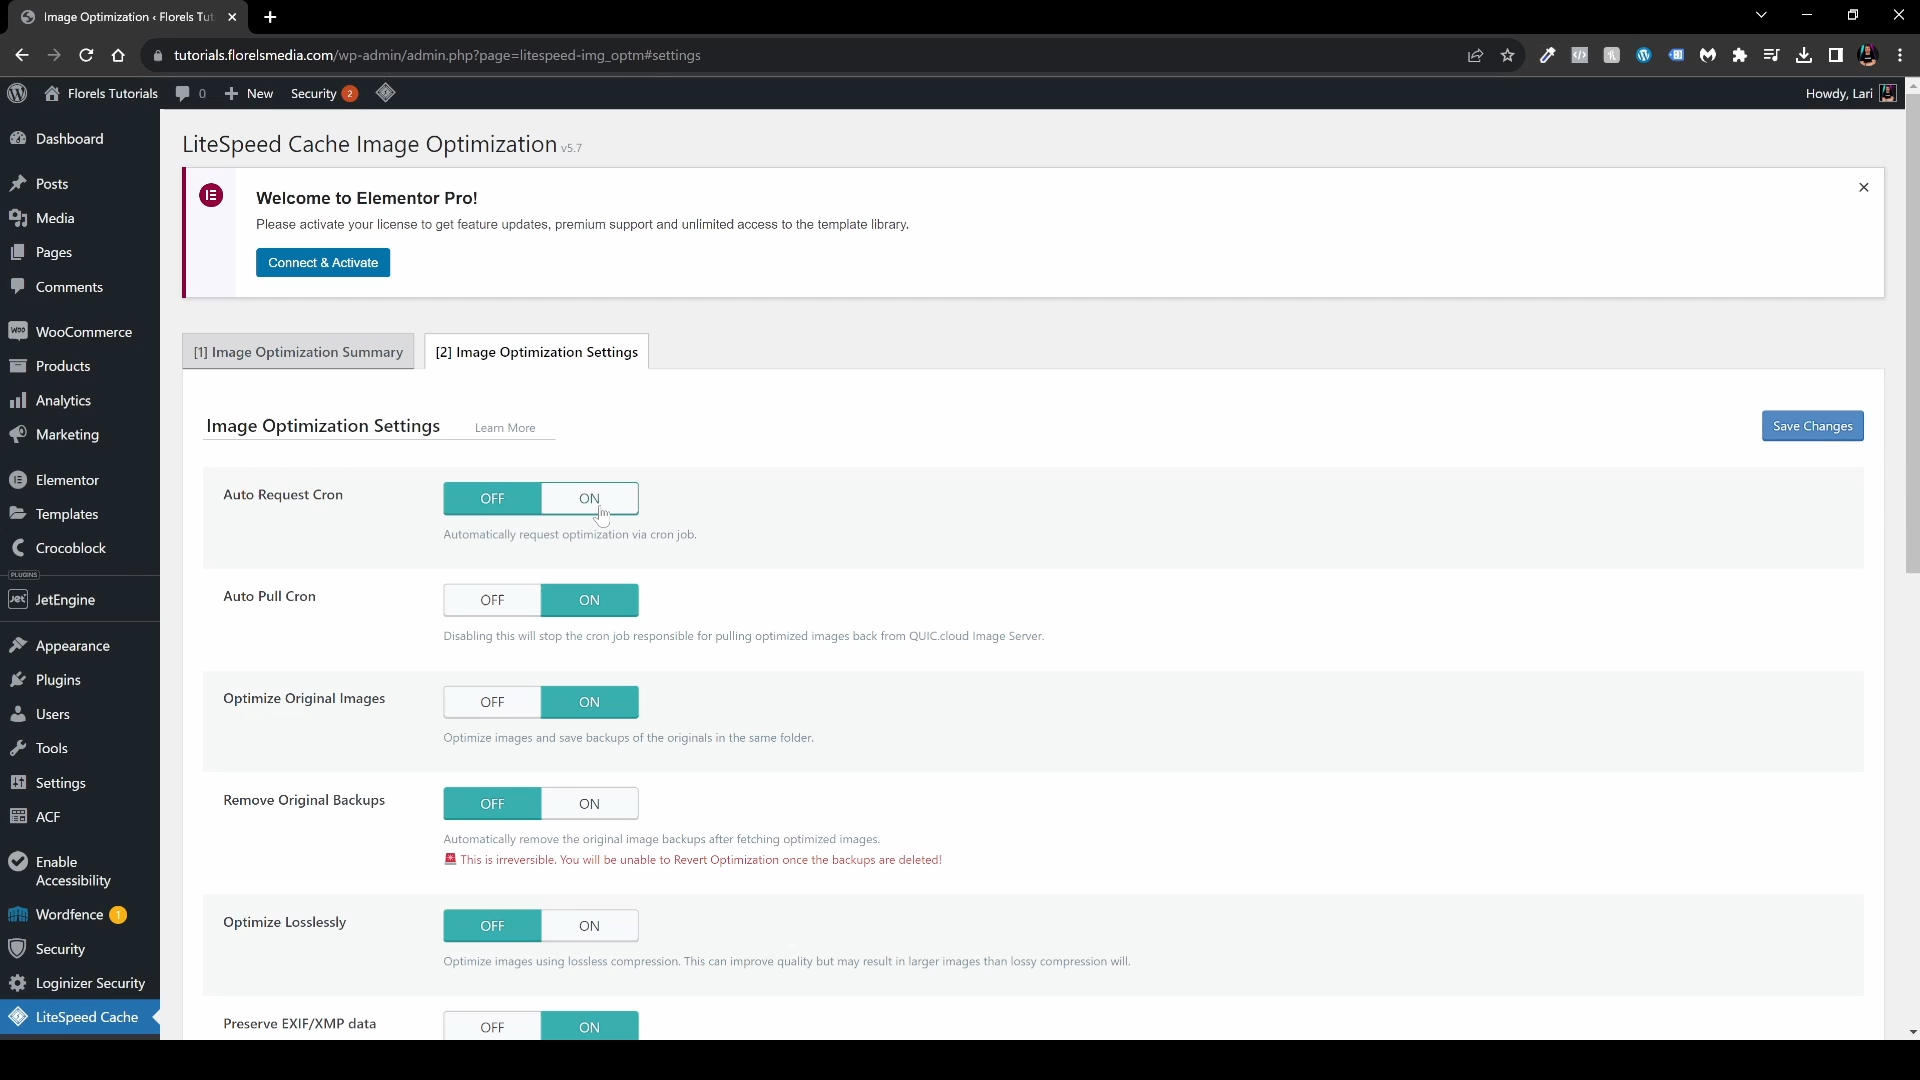 Image Optimization ‹ Florels Tut
tutorials.florelsmedia.com/wp-admin/admin.php?page=litespeed-img_optm#settings
Florels Tutorials
0
New
Security 2
Howdy, Lari
Dashboard
Posts
Media
Pages
Comments
WooCommerce
Products
Analytics
Marketing
Elementor
Templates
Crocoblock
PLUGINS
JetEngine
Appearance
Plugins
Users
Tools
Settings
ACF
Enable
Accessibility
Wordfence 1
Security
Loginizer Security
LiteSpeed Cache
LiteSpeed Cache Image Optimization v5.7
Welcome to Elementor Pro!
Please activate your license to get feature updates, premium support and unlimited access to the template library.
Connect & Activate
[1] Image Optimization Summary
[2] Image Optimization Settings
Image Optimization Settings
Learn More
Save Changes
Auto Request Cron
OFF ON
Automatically request optimization via cron job.
Auto Pull Cron
OFF ON
Disabling this will stop the cron job responsible for pulling optimized images back from QUIC.cloud Image Server.
Optimize Original Images
OFF ON
Optimize images and save backups of the originals in the same folder.
Remove Original Backups
OFF ON
Automatically remove the original image backups after fetching optimized images.
This is irreversible. You will be unable to Revert Optimization once the backups are deleted!
Optimize Losslessly
OFF ON
Optimize images using lossless compression. This can improve quality but may result in larger images than lossy compression will.
Preserve EXIF/XMP data
OFF ON